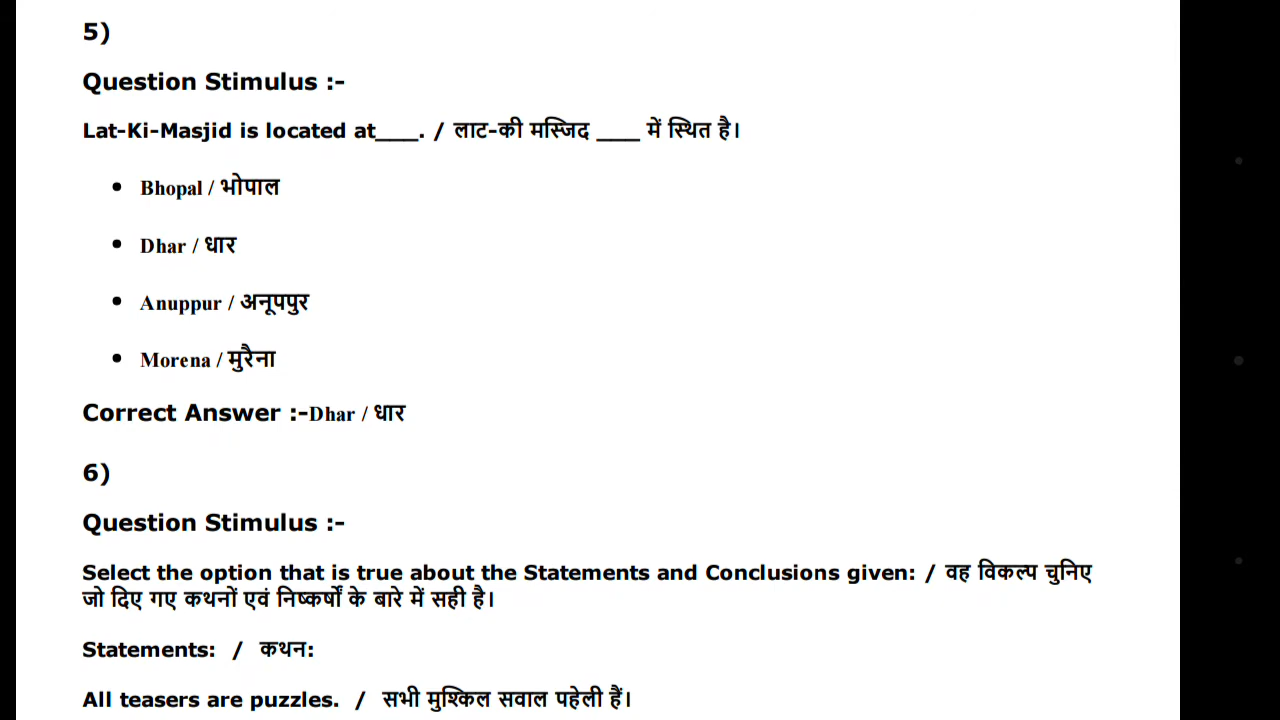 5)
Question Stimulus :-
Lat-Ki-Masjid is located at____. / लाट-की मस्जिद ____ में स्थित है।
• Bhopal / भोपाल
• Dhar / धार
• Anuppur / अनूपपुर
• Morena / मुरैना
Correct Answer :-Dhar / धार
6)
Question Stimulus :-
Select the option that is true about the Statements and Conclusions given: / वह विकल्प चुनिए
जो दिए गए कथनों एवं निष्कर्षों के बारे में सही है।
Statements: / कथन:
All teasers are puzzles. / सभी मुश्किल सवाल पहेली हैं।